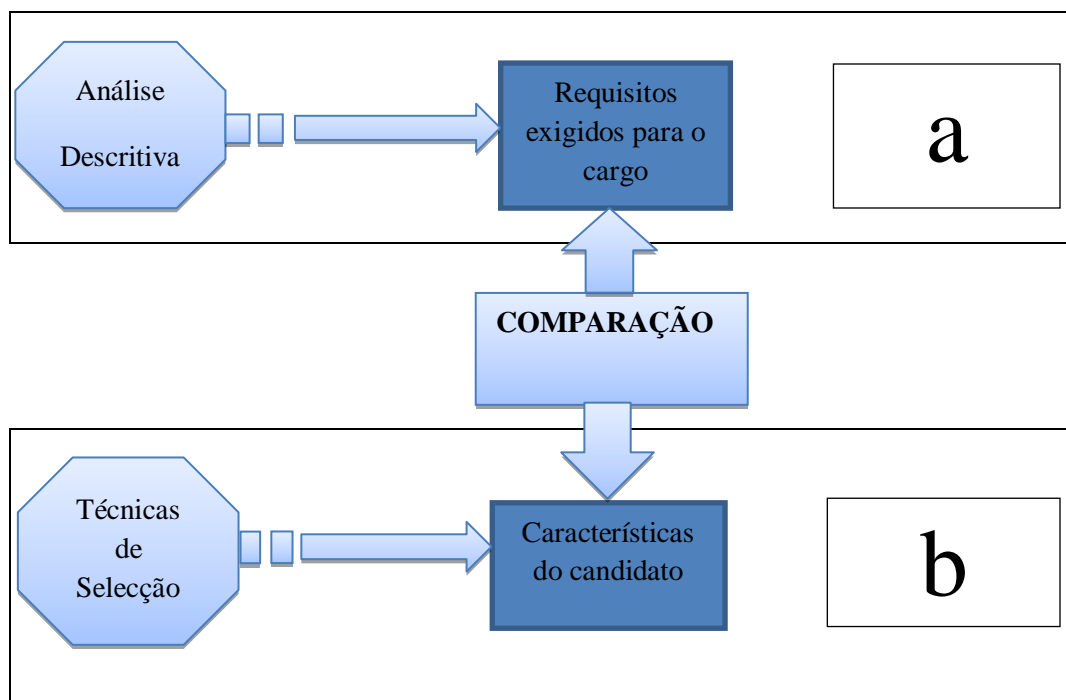 Análise
Descritiva
Requisitos
exigidos para o
cargo
a
COMPARAÇÃO
Técnicas
de
Selecção
Características
do candidato
b